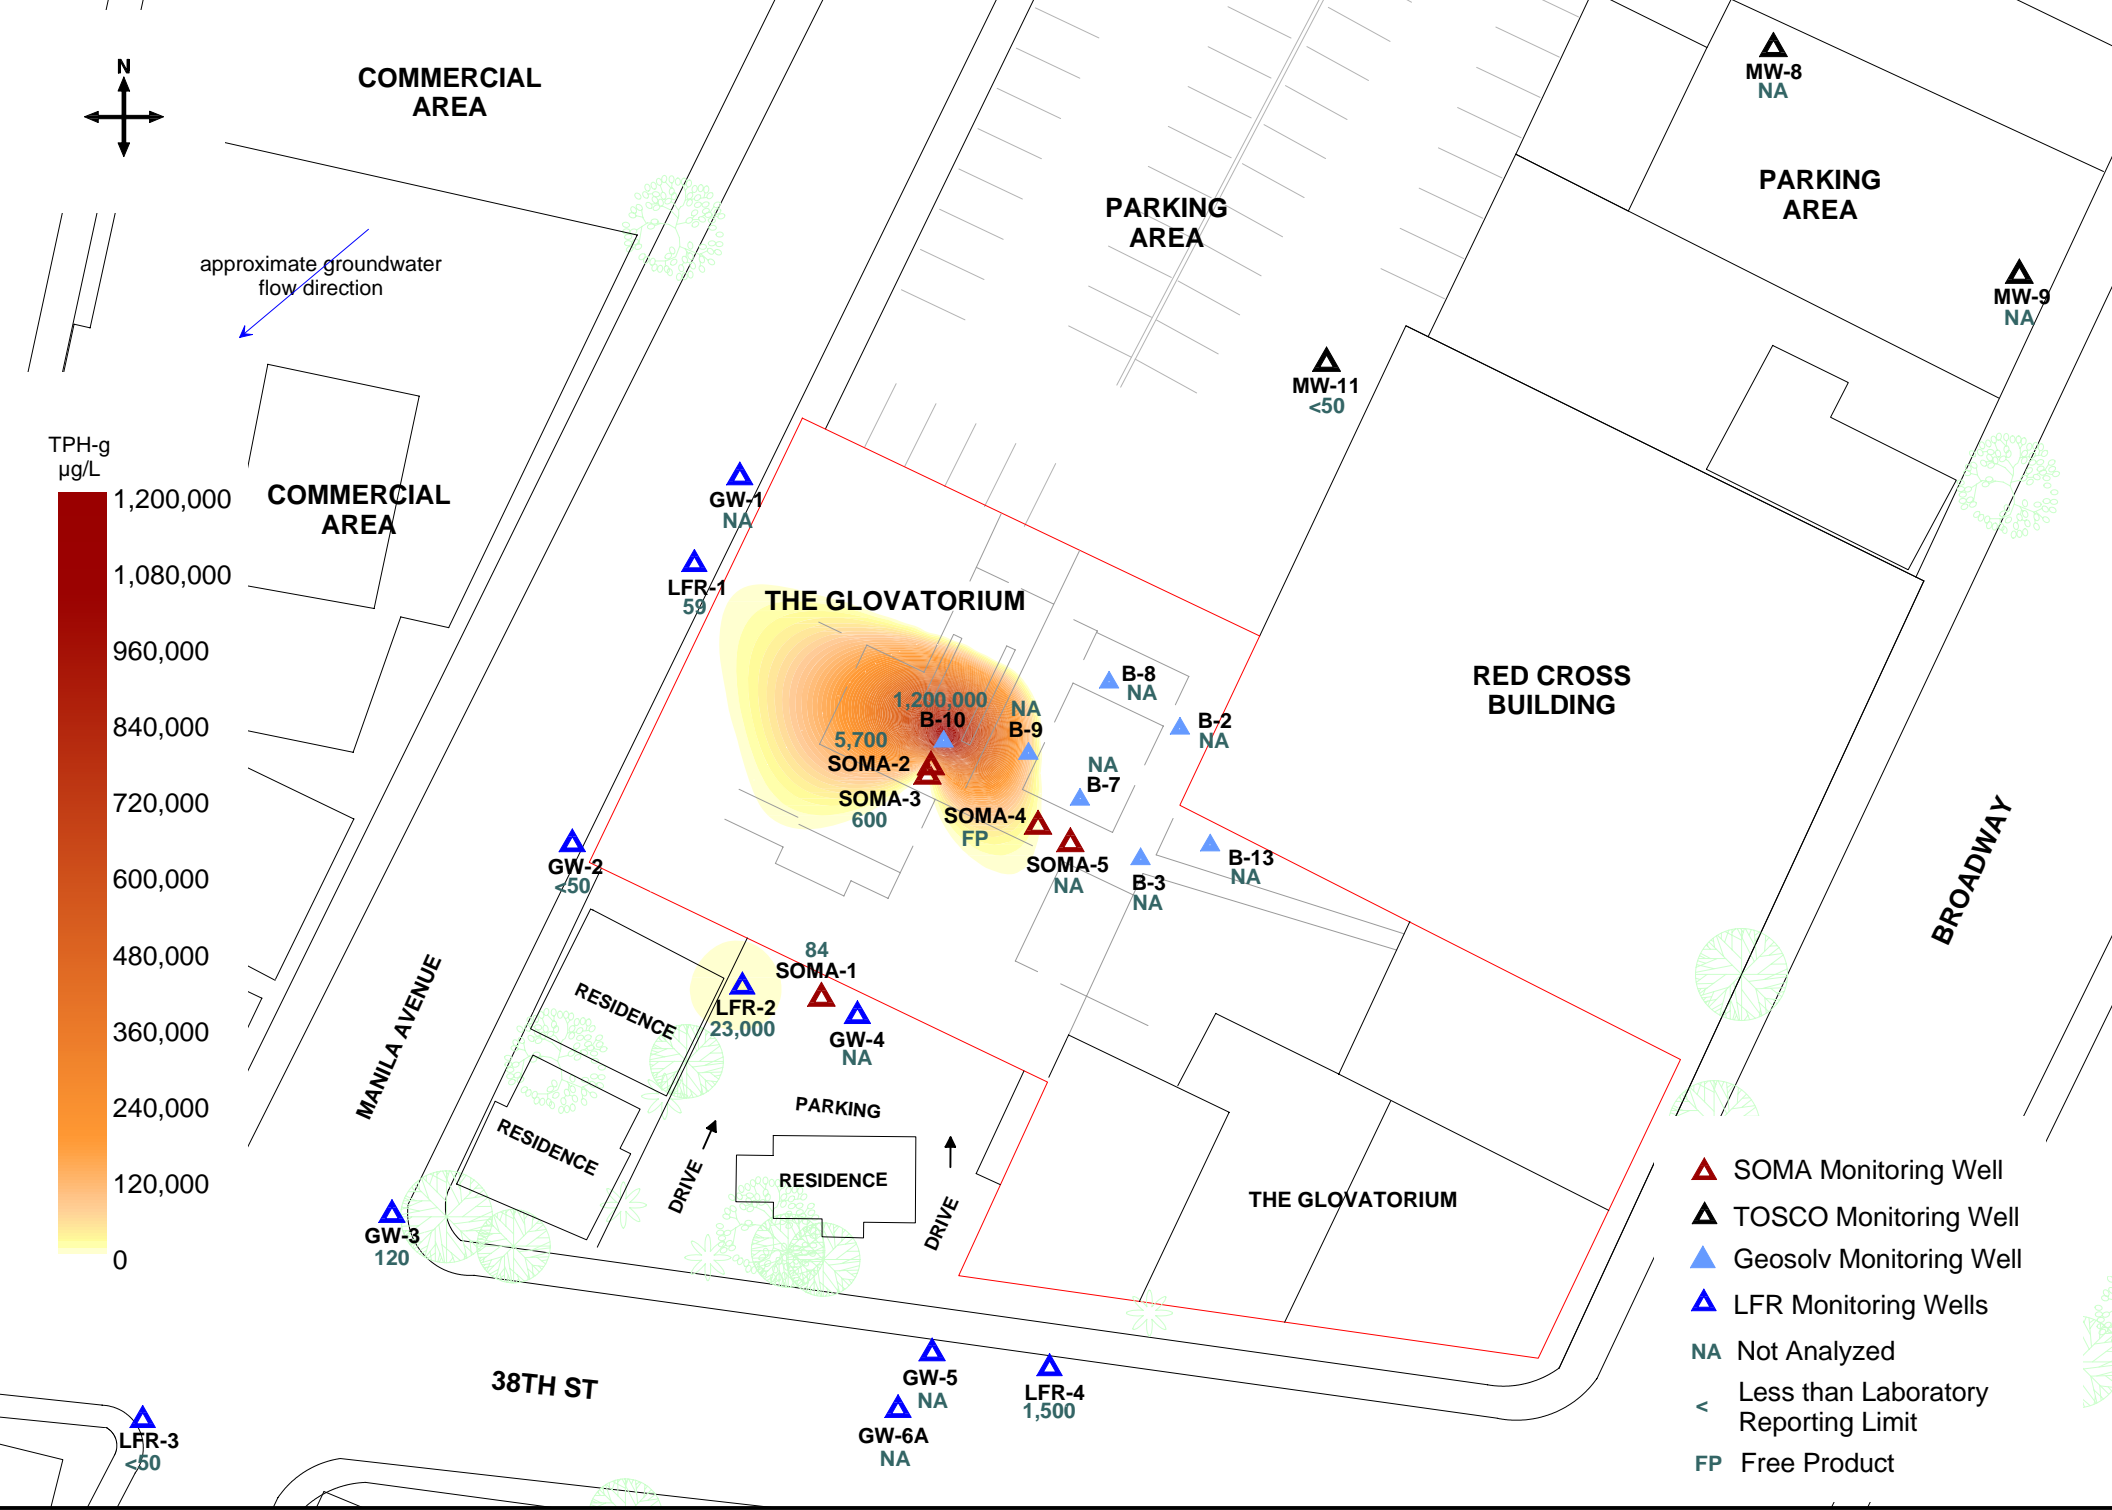 N
COMMERCIAL
AREA
MW-8
NA
PARKING
AREA
PARKING
AREA
approximate groundwater
flow direction
MW-9
NA
MW-11
<50
TPH-g
µg/L
1,200,000
1,080,000
960,000
840,000
720,000
600,000
480,000
360,000
240,000
120,000
0
COMMERCIAL
AREA
GW-1
NA
LFR-1
59
THE GLOVATORIUM
RED CROSS
BUILDING
B-8
NA
1,200,000
B-10
NA
B-9
B-2
NA
5,700
SOMA-2
NA
B-7
SOMA-3
600
SOMA-4
FP
SOMA-5
NA
B-13
NA
B-3
NA
GW-2
<50
BROADWAY
84
SOMA-1
LFR-2
23,000
GW-4
NA
RESIDENCE
MANILA AVENUE
PARKING
RESIDENCE
DRIVE
RESIDENCE
DRIVE
THE GLOVATORIUM
GW-3
120
38TH ST
GW-5
NA
LFR-4
1,500
GW-6A
NA
LFR-3
<50
SOMA Monitoring Well
TOSCO Monitoring Well
Geosolv Monitoring Well
LFR Monitoring Wells
NA Not Analyzed
< Less than Laboratory
Reporting Limit
FP Free Product